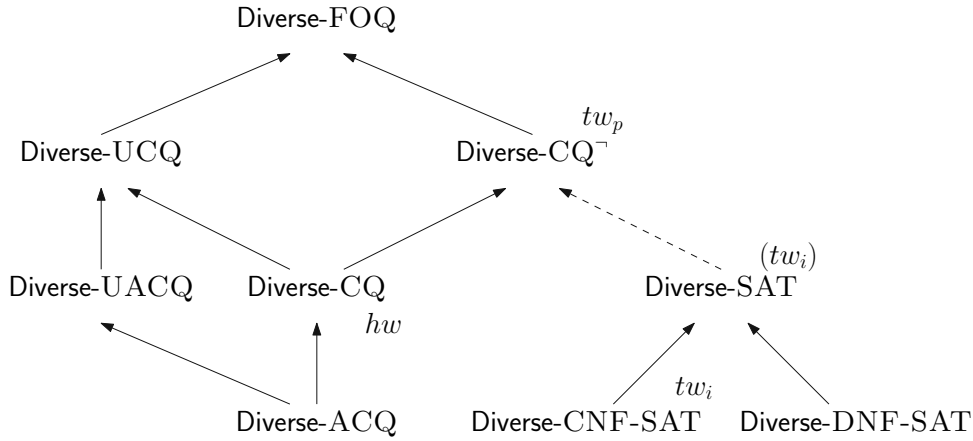 Diverse-FOQ
tw_p
Diverse-UCQ Diverse-CQ¬
(tw_i)
Diverse-UACQ Diverse-CQ Diverse-SAT
hw
tw_i
Diverse-ACQ Diverse-CNF-SAT Diverse-DNF-SAT